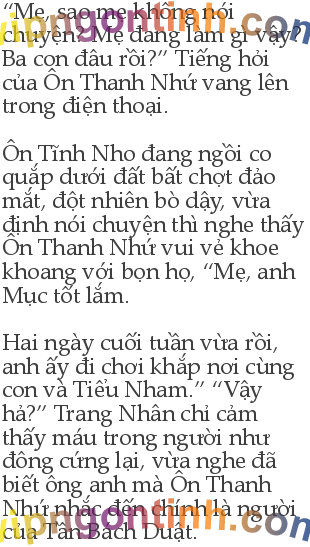 “Mẹ, sao mẹ không nói
chuyện? Mẹ đang làm gì vậy?
Ba con đâu rồi?” Tiếng hỏi
của Ôn Thanh Nhứ vang lên
trong điện thoại.
Ôn Tĩnh Nho đang ngồi co
quắp dưới đất bất chợt đảo
mắt, đột nhiên bò dậy, vừa
định nói chuyện thì nghe thấy
Ôn Thanh Nhứ vui vẻ khoe
khoang với bọn họ, “Mẹ, anh
Mục tốt lắm.
Hai ngày cuối tuần vừa rồi,
anh ấy đi chơi khắp nơi cùng
con và Tiểu Nham.” “Vậy
hả?” Trang Nhân chỉ cảm
thấy máu trong người như
đông cứng lại, vừa nghe đã
biết ông anh mà Ôn Thanh
Nhứ nhắc đến chính là người
của Tần Bách Duật.
vipngontinh.com